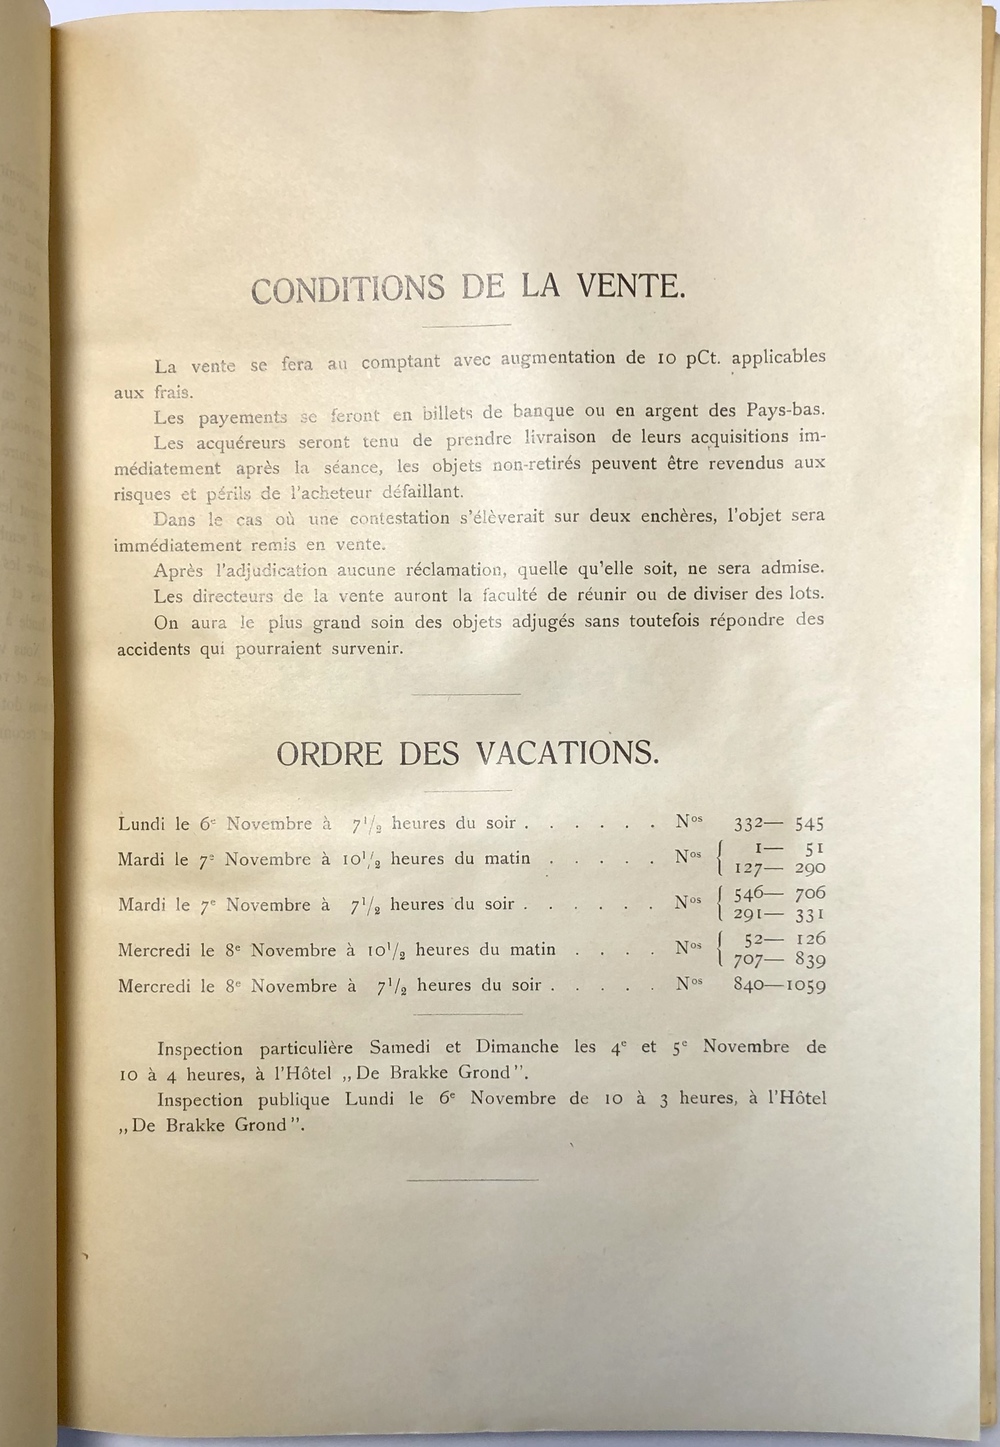 CONDITIONS DE LA VENTE.
La vente se fera au comptant avec augmentation de 10 pCt. applicables
aux frais.
Les payements se feront en billets de banque ou en argent des Pays-bas.
Les acquéreurs seront tenu de prendre livraison de leurs acquisitions im-
médiatement après la séance, les objets non-retirés peuvent être revendus aux
risques et périls de l'acheteur défaillant.
Dans le cas où une contestation s'élèverait sur deux enchères, l'objet sera
immédiatement remis en vente.
Après l'adjudication aucune réclamation, quelle qu'elle soit, ne sera admise.
Les directeurs de la vente auront la faculté de réunir ou de diviser des lots.
On aura le plus grand soin des objets adjugés sans toutefois répondre des
accidents qui pourraient survenir.
ORDRE DES VACATIONS.
Lundi le 6e Novembre à 7 1/2 heures du soir . . . . . . Nos 332— 545
Mardi le 7e Novembre à 10 1/2 heures du matin . . . . . Nos { 1— 51
127— 290
Mardi le 7e Novembre à 7 1/2 heures du soir . . . . . . Nos { 546— 706
291— 331
Mercredi le 8e Novembre à 10 1/2 heures du matin . . . . Nos { 52— 126
707— 839
Mercredi le 8e Novembre à 7 1/2 heures du soir . . . . . Nos 840—1059
Inspection particulière Samedi et Dimanche les 4e et 5e Novembre de
10 à 4 heures, à l'Hôtel „De Brakke Grond”.
Inspection publique Lundi le 6e Novembre de 10 à 3 heures, à l'Hôtel
„De Brakke Grond”.